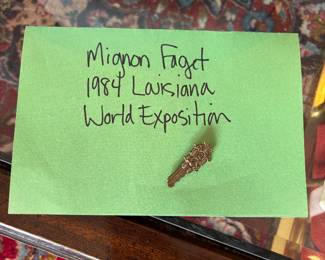 Mignon Faget
1984 Louisiana
World Exposition